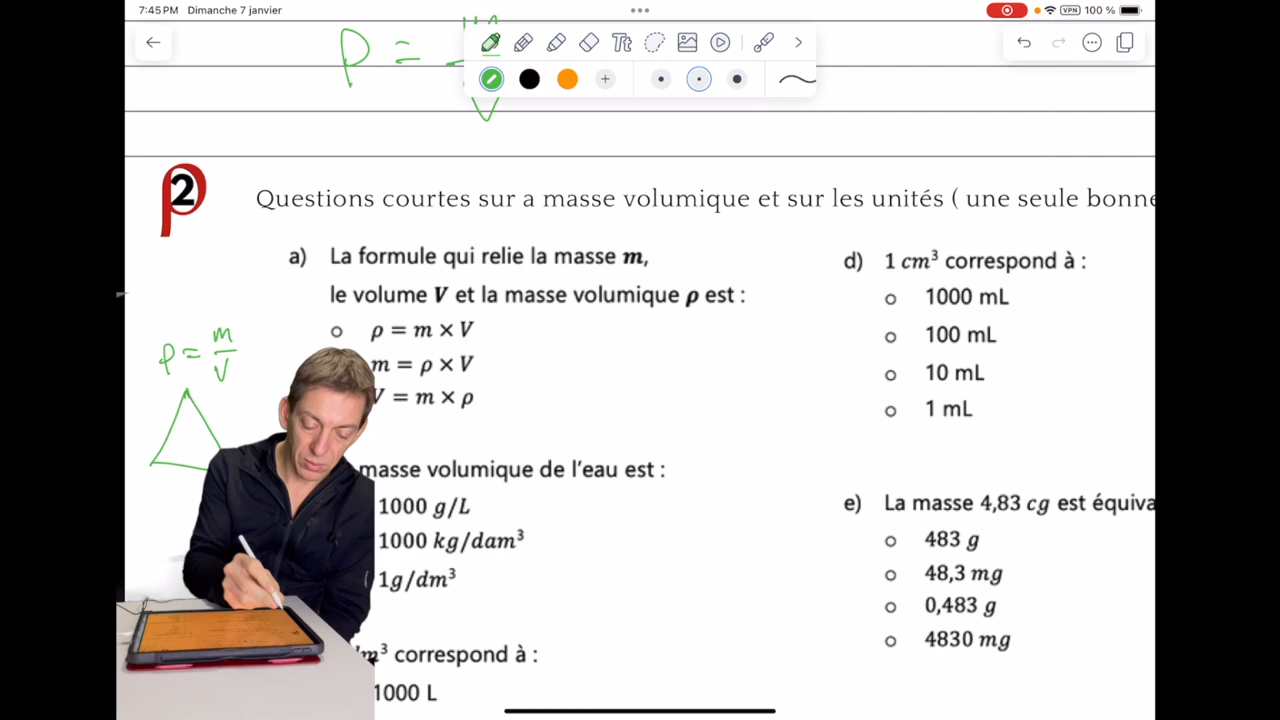 7:45 PM Dimanche 7 janvier
VPN 100 %
ρ =
V
Tt
2
Questions courtes sur a masse volumique et sur les unités ( une seule bonne
a) La formule qui relie la masse m,
le volume V et la masse volumique ρ est :
ρ = m × V
m = ρ × V
V = m × ρ
ρ = m
V
masse volumique de l'eau est :
1000 g/L
1000 kg/dam³
1g/dm³
m³ correspond à :
1000 L
d) 1 cm³ correspond à :
1000 mL
100 mL
10 mL
1 mL
e) La masse 4,83 cg est équiva
483 g
48,3 mg
0,483 g
4830 mg